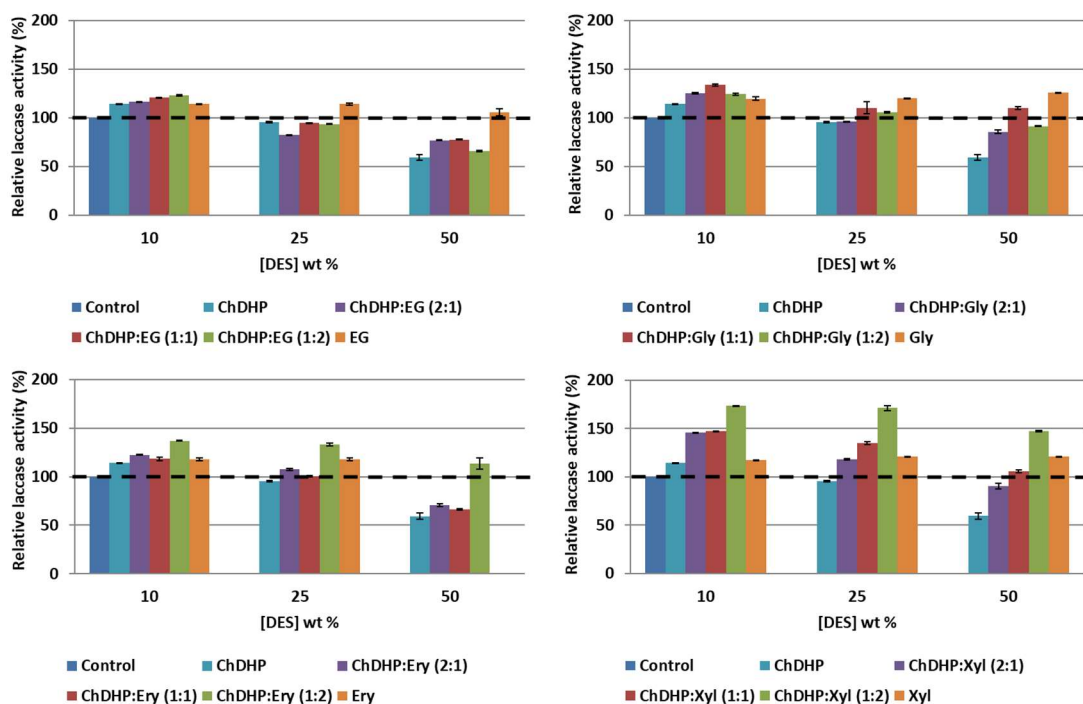 Relative laccase activity (%)
200
150
100
50
0
10 25 50
[DES] wt %
Control ChDHP ChDHP:EG (2:1)
ChDHP:EG (1:1) ChDHP:EG (1:2) EG
Relative laccase activity (%)
200
150
100
50
0
10 25 50
[DES] wt %
Control ChDHP ChDHP:Gly (2:1)
ChDHP:Gly (1:1) ChDHP:Gly (1:2) Gly
Relative laccase activity (%)
200
150
100
50
0
10 25 50
[DES] wt %
Control ChDHP ChDHP:Ery (2:1)
ChDHP:Ery (1:1) ChDHP:Ery (1:2) Ery
Relative laccase activity (%)
200
150
100
50
0
10 25 50
[DES] wt %
Control ChDHP ChDHP:Xyl (2:1)
ChDHP:Xyl (1:1) ChDHP:Xyl (1:2) Xyl